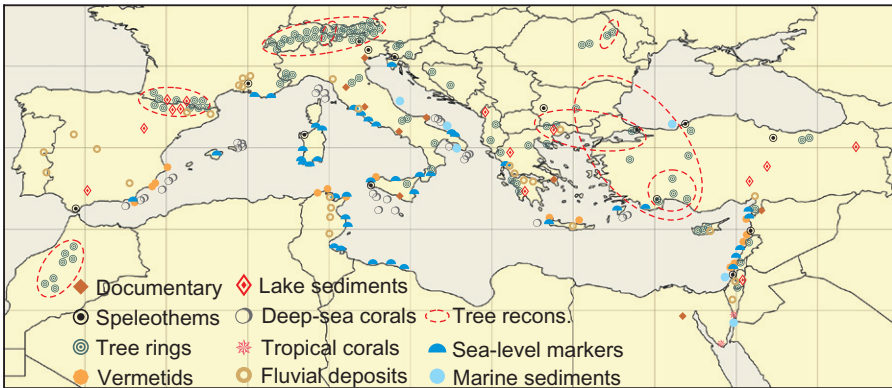 Documentary
Lake sediments
Speleothems
Deep-sea corals
Tree recons.
Tree rings
Tropical corals
Sea-level markers
Vermetids
Fluvial deposits
Marine sediments